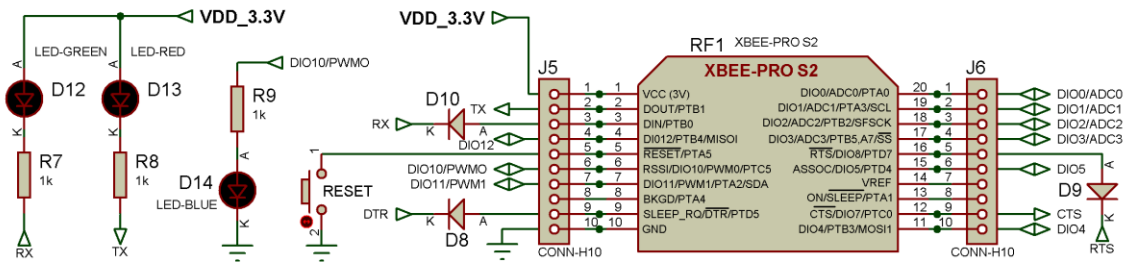 VDD_3.3V
LED-GREEN
LED-RED
A
A
D12
D13
K
K
R7
1k
R8
1k
RX
TX
DIO10/PWMO
R9
1k
A
D14
LED-BLUE
K
1
RESET
2
VDD_3.3V
J5
D10
TX
RX
K
A
DIO12
DIO10/PWMO
DIO11/PWM1
DTR
K
A
D8
CONN-H10
1 1
2 2
3 3
4 4
5 5
6 6
7 7
8 8
9 9
10 10
RF1
XBEE-PRO S2
XBEE-PRO S2
VCC (3V)
DOUT/PTB1
DIN/PTB0
DI012/PTB4/MISOI
RESET/PTA5
RSSI/DIO10/PWM0/PTC5
DIO11/PWM1/PTA2/SDA
BKGD/PTA4
SLEEP_RQ/DTR/PTD5
GND
DIO0/ADC0/PTA0
DIO1/ADC1/PTA3/SCL
DIO2/ADC2/PTB2/SFSCK
DIO3/ADC3/PTB5,A7/SS
RTS/DIO8/PTD7
ASSOC/DIO5/PTD4
VREF
ON/SLEEP/PTA1
CTS/DIO7/PTC0
DIO4/PTB3/MOSI1
20 1
19 2
18 3
17 4
16 5
15 6
14 7
13 8
12 9
11 10
J6
CONN-H10
DIO0/ADC0
DIO1/ADC1
DIO2/ADC2
DIO3/ADC3
A
DIO5
D9
K
CTS
DIO4
RTS